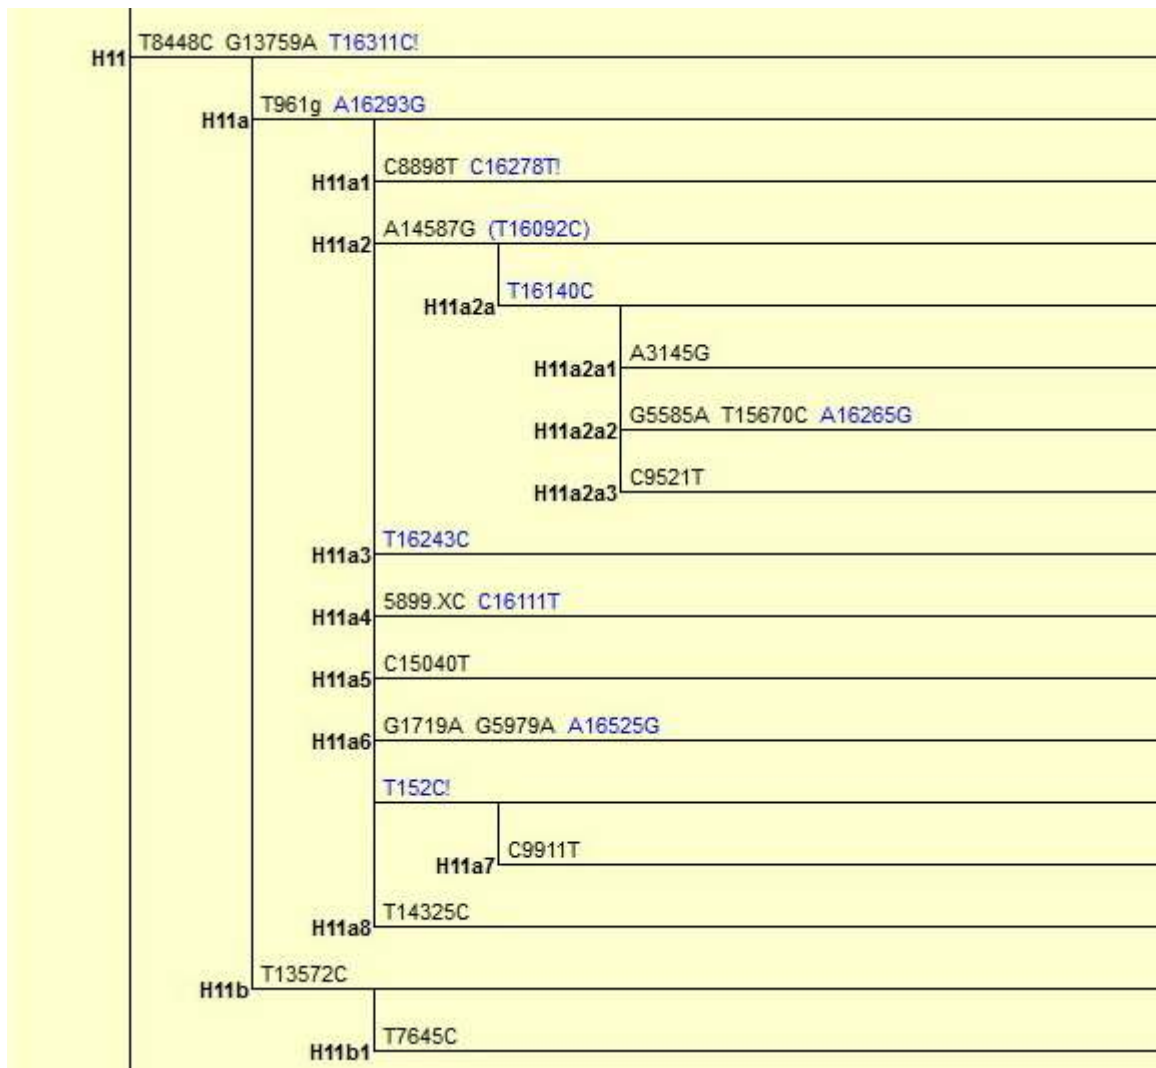 T8448C G13759A T16311C!
H11
T961g A16293G
H11a
C8898T C16278T!
H11a1
A14587G (T16092C)
H11a2
T16140C
H11a2a
A3145G
H11a2a1
G5585A T15670C A16265G
H11a2a2
C9521T
H11a2a3
T16243C
H11a3
5899.XC C16111T
H11a4
C15040T
H11a5
G1719A G5979A A16525G
H11a6
T152C!
C9911T
H11a7
T14325C
H11a8
T13572C
H11b
T7645C
H11b1